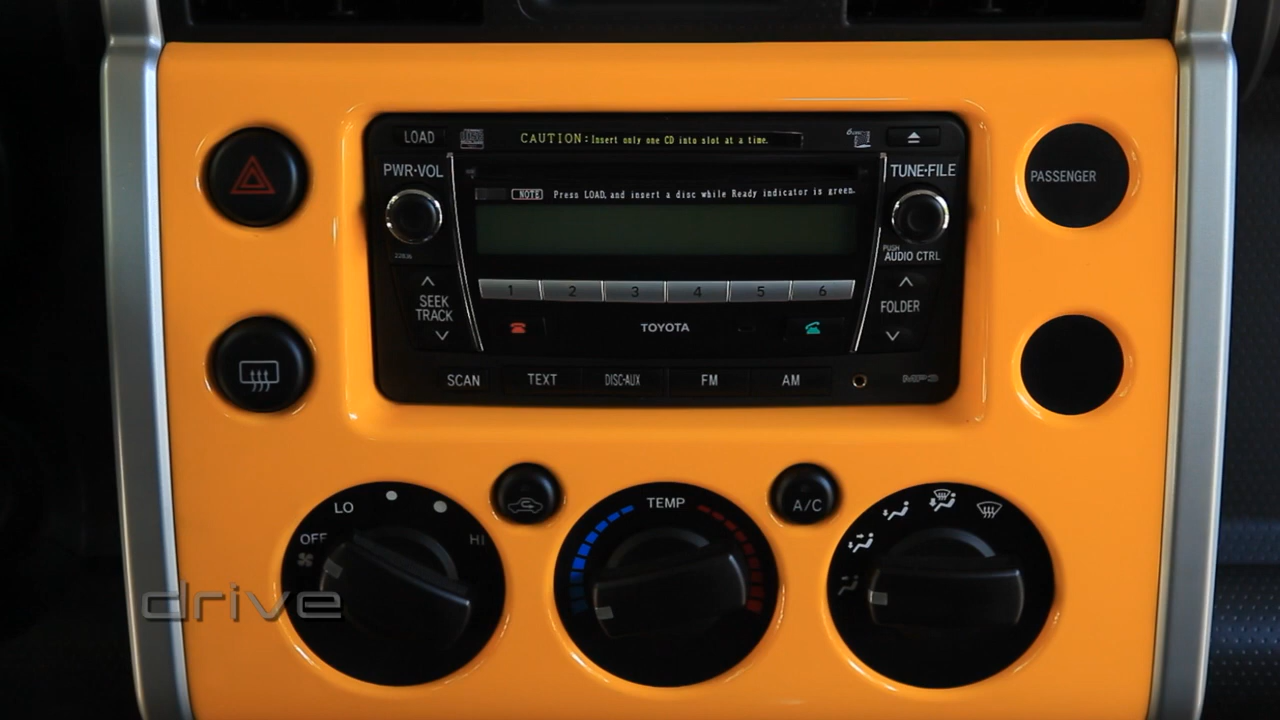 LOAD
CAUTION: Insert only one CD into slot at a time.
PWR·VOL
TUNE·FILE
PASSENGER
NOTE Press LOAD, and insert a disc while Ready indicator is green.
PUSH
AUDIO CTRL
1 2 3 4 5 6
SEEK
TRACK
FOLDER
TOYOTA
SCAN TEXT DISC·AUX FM AM MP3
LO
OFF
HI
TEMP
A/C
drive